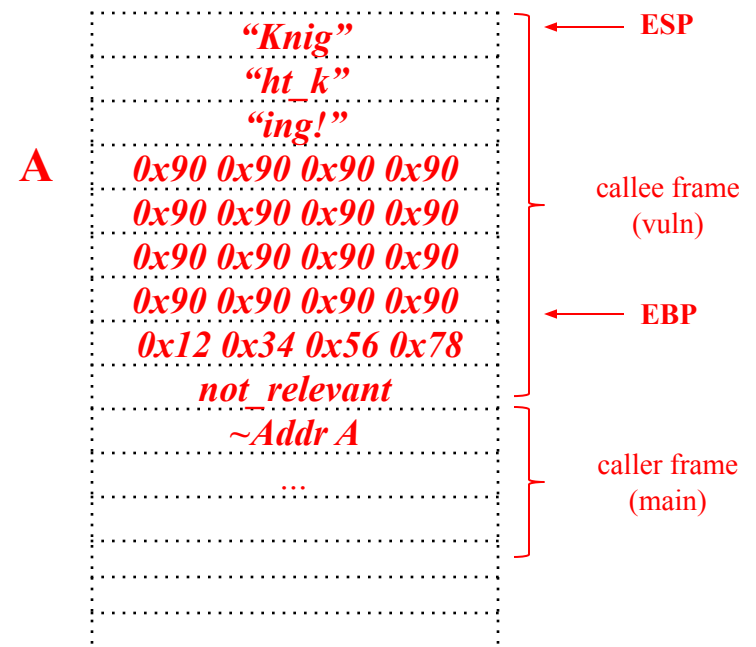 “Knig”
ESP
“ht_k”
“ing!”
A
0x90 0x90 0x90 0x90
callee frame
(vuln)
0x90 0x90 0x90 0x90
0x90 0x90 0x90 0x90
0x90 0x90 0x90 0x90
EBP
0x12 0x34 0x56 0x78
not_relevant
~Addr A
caller frame
(main)
...